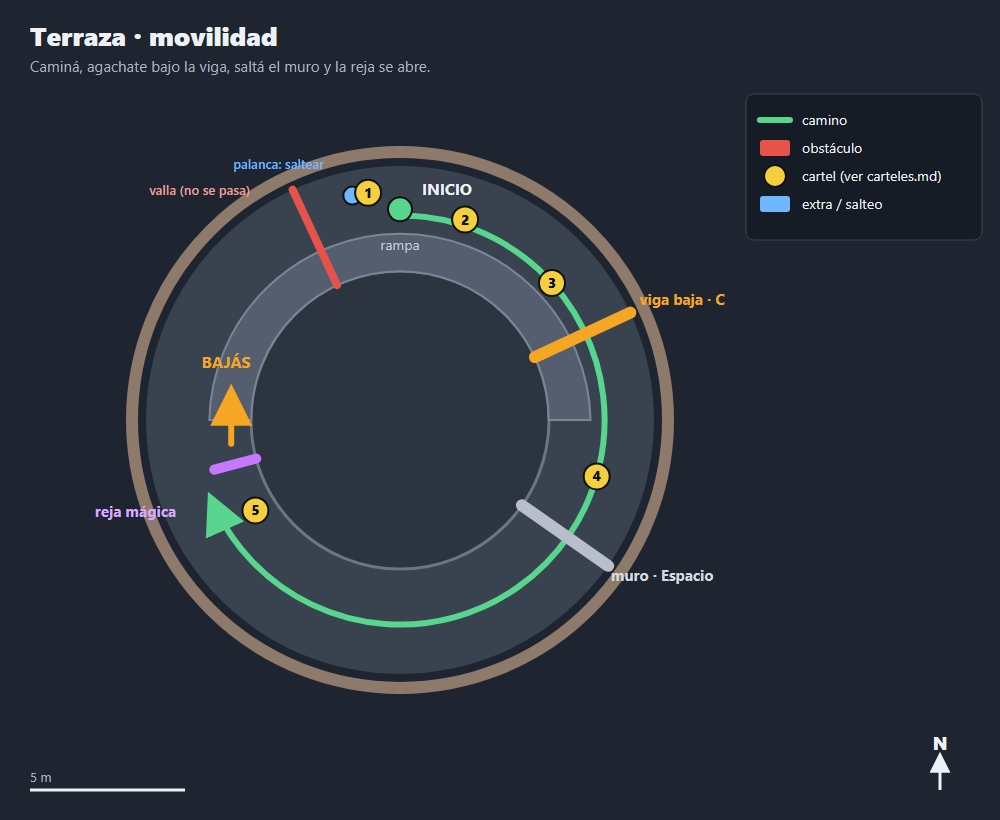 Terraza · movilidad
Caminá, agachate bajo la viga, saltá el muro y la reja se abre.
camino
obstáculo
cartel (ver carteles.md)
extra / salteo
palanca: saltear
valla (no se pasa)
1
INICIO
2
rampa
3
viga baja · C
BAJÁS
4
reja mágica
5
muro · Espacio
N
5 m